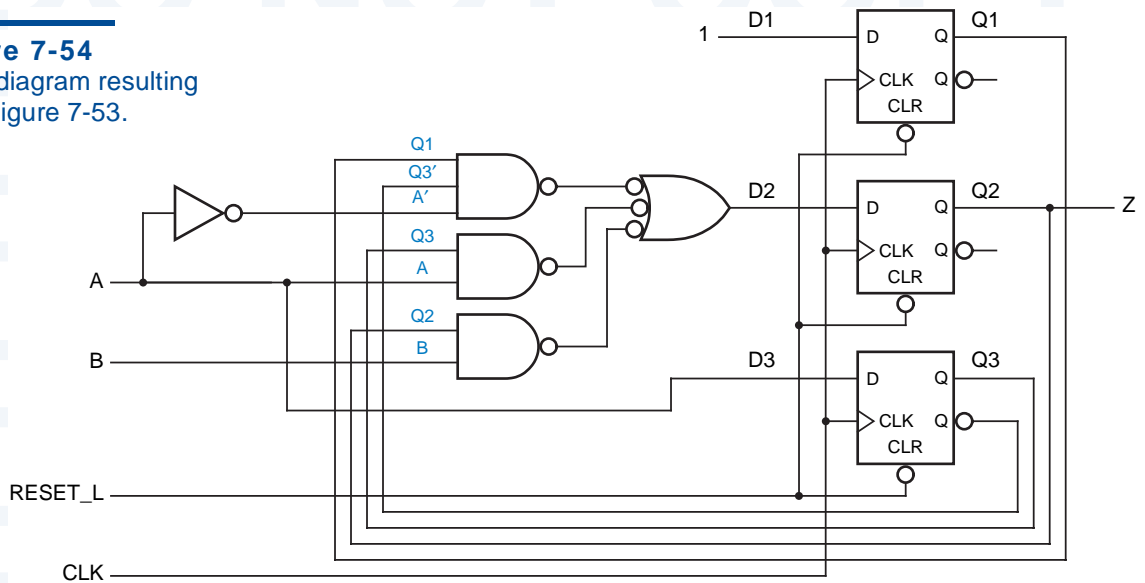 7-54
diagram resulting
igure 7-53.
1
D1
D
Q
Q1
CLK
Q
CLR
Q1
Q3′
A′
D2
D
Q
Q2
Z
CLK
Q
CLR
Q3
A
A
Q2
B
B
D3
D
Q
Q3
CLK
Q
CLR
RESET_L
CLK